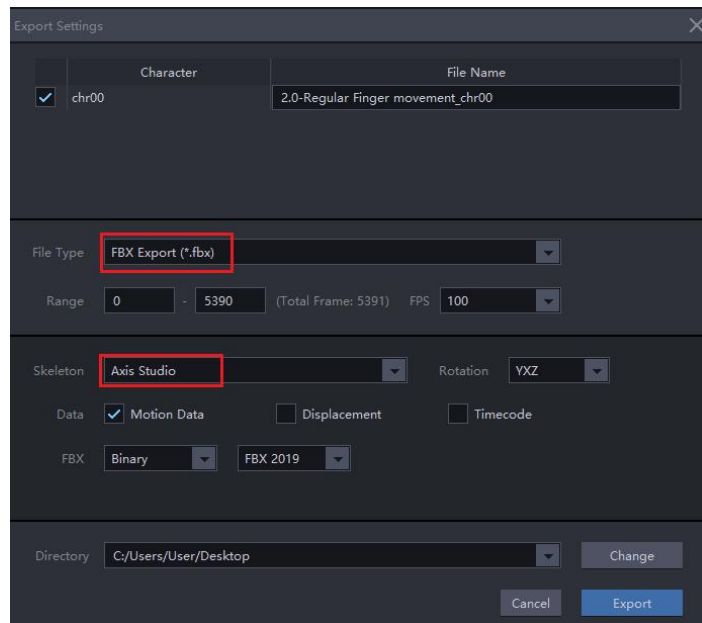 Export Settings
Character File Name
chr00 2.0-Regular Finger movement_chr00
File Type FBX Export (*.fbx)
Range 0 - 5390 (Total Frame: 5391) FPS 100
Skeleton Axis Studio Rotation YXZ
Data Motion Data Displacement Timecode
FBX Binary FBX 2019
Directory C:/Users/User/Desktop Change
Cancel Export